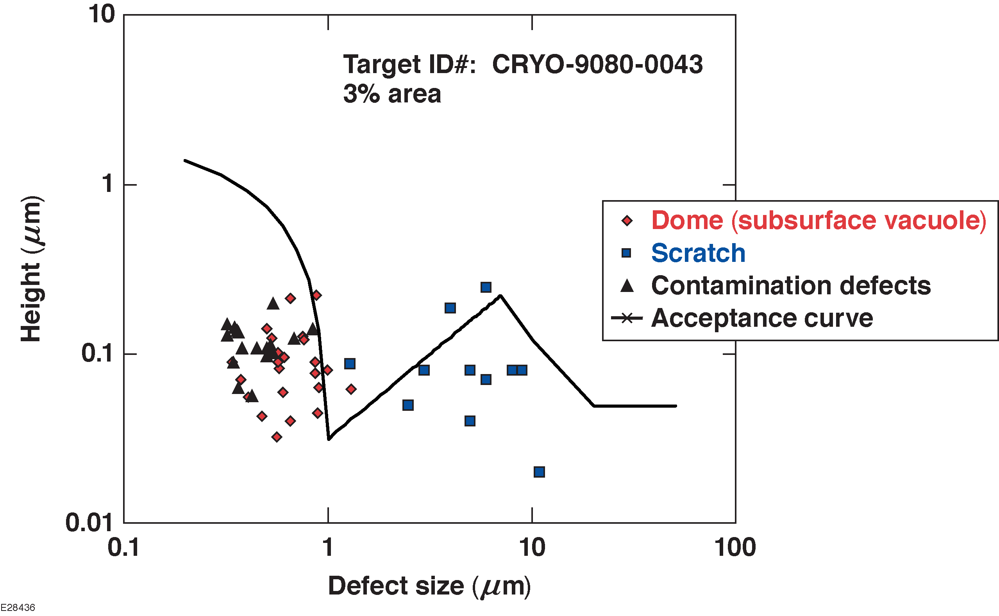 10
Target ID#: CRYO-9080-0043
3% area
1
Height (μm)
Dome (subsurface vacuole)
Scratch
Contamination defects
Acceptance curve
0.1
0.01
0.1 1 10 100
Defect size (μm)
E28436